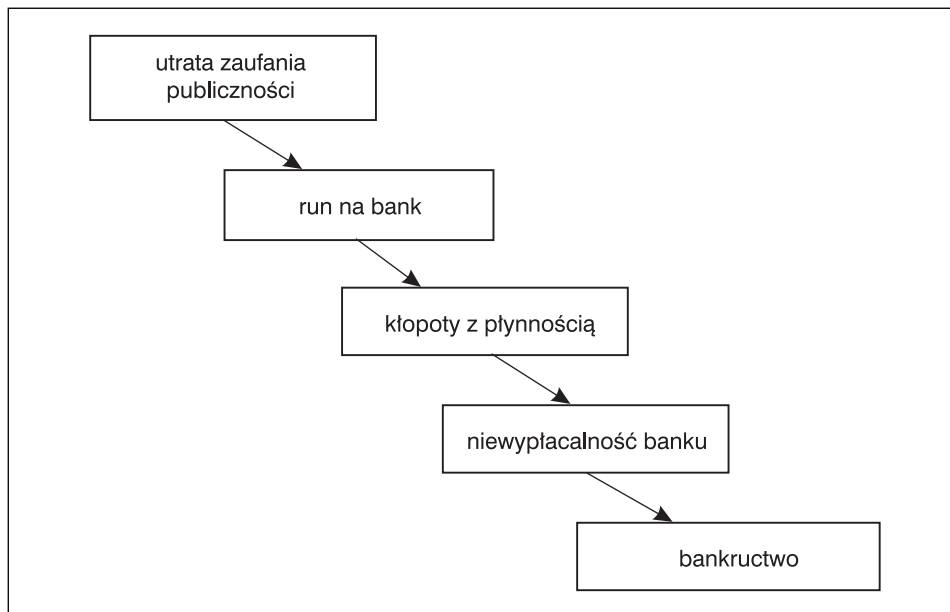 utrata zaufania
publiczności
run na bank
kłopoty z płynnością
niewypłacalność banku
bankructwo